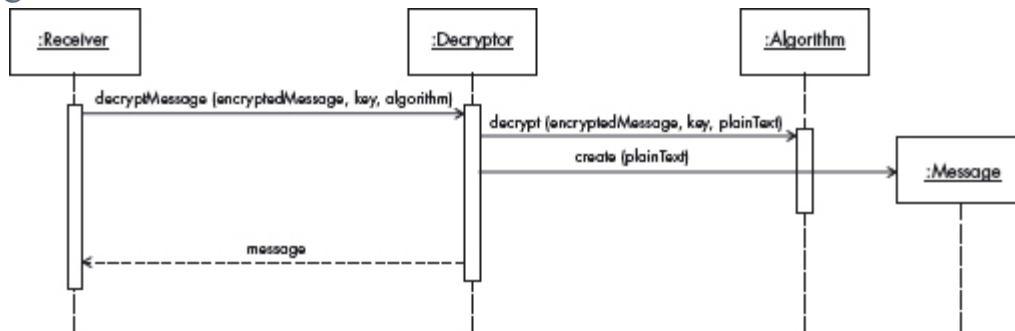 :Receiver
:Decryptor
:Algorithm
decryptMessage (encryptedMessage, key, algorithm)
decrypt (encryptedMessage, key, plainText)
create (plainText)
:Message
message